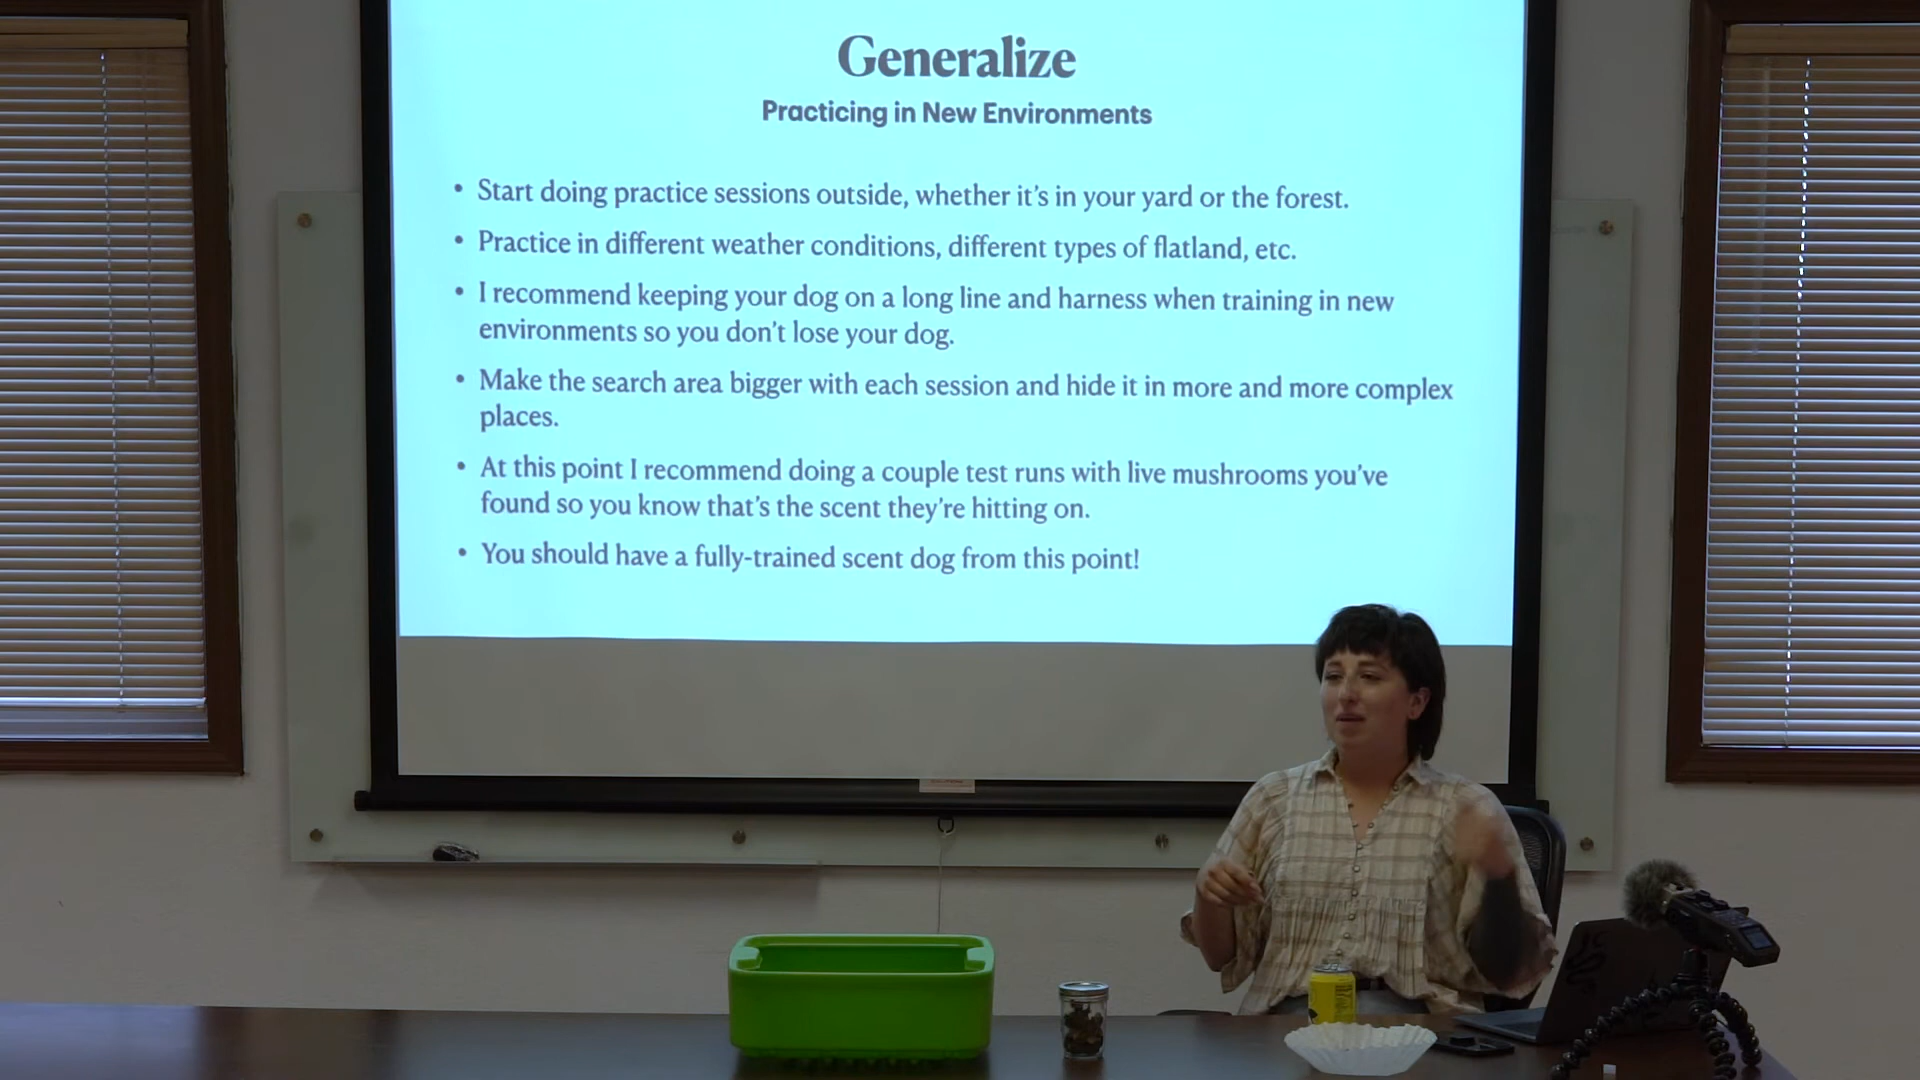 Generalize
Practicing in New Environments
• Start doing practice sessions outside, whether it's in your yard or the forest.
• Practice in different weather conditions, different types of flatland, etc.
• I recommend keeping your dog on a long line and harness when training in new
environments so you don't lose your dog.
• Make the search area bigger with each session and hide it in more and more complex
places.
• At this point I recommend doing a couple test runs with live mushrooms you've
found so you know that's the scent they're hitting on.
• You should have a fully-trained scent dog from this point!